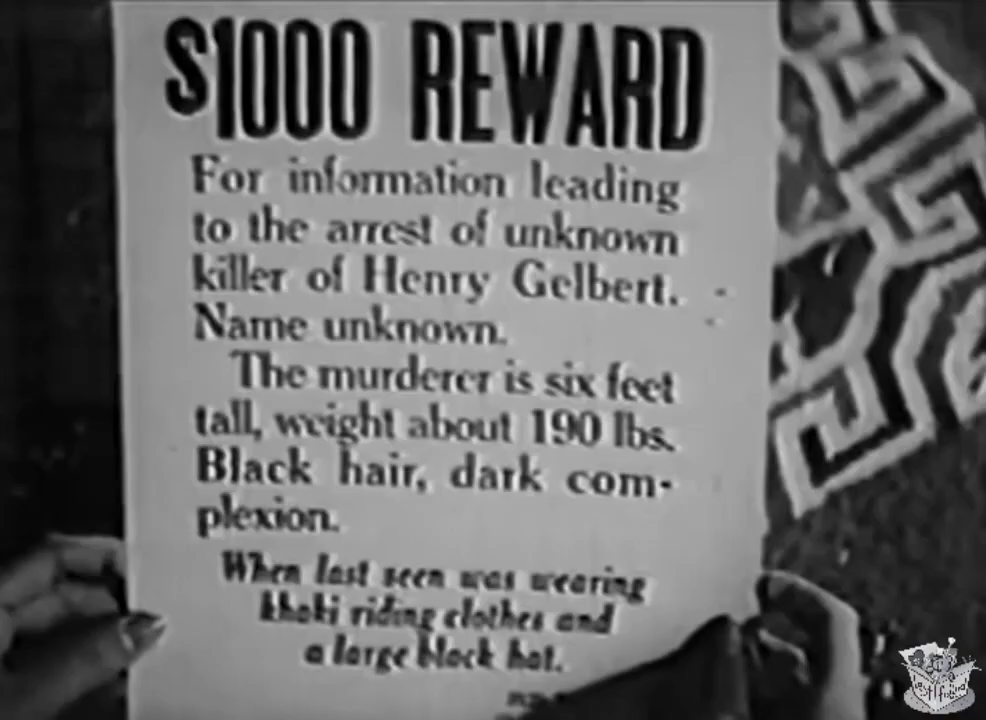 $1000 REWARD
For information leading
to the arrest of unknown
killer of Henry Gelbert.
Name unknown.
The murderer is six feet
tall, weight about 190 lbs.
Black hair, dark com-
plexion.
When last seen was wearing
khaki riding clothes and
a large black hat.